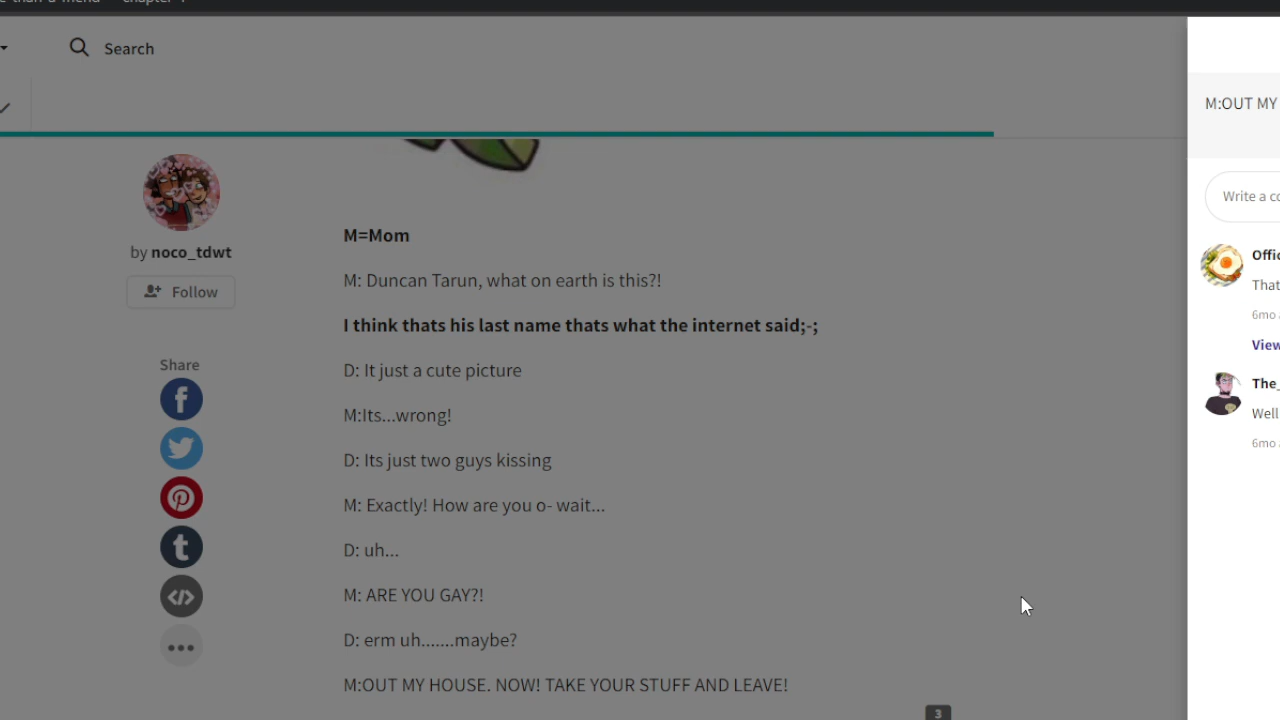 Search
M:OUT MY
Write a
by noco_tdwt
Follow
Share
M=Mom
M: Duncan Tarun, what on earth is this?!
I think thats his last name thats what the internet said;-;
D: It just a cute picture
M:Its...wrong!
D: Its just two guys kissing
M: Exactly! How are you o- wait...
D: uh...
M: ARE YOU GAY?!
D: erm uh.......maybe?
M:OUT MY HOUSE. NOW! TAKE YOUR STUFF AND LEAVE!
3
That
6mo
View
The_
Well
6mo